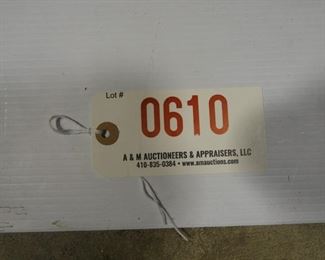 Lot #
0610
A & M AUCTIONEERS & APPRAISERS, LLC
410-835-0384 • www.amauctions.com